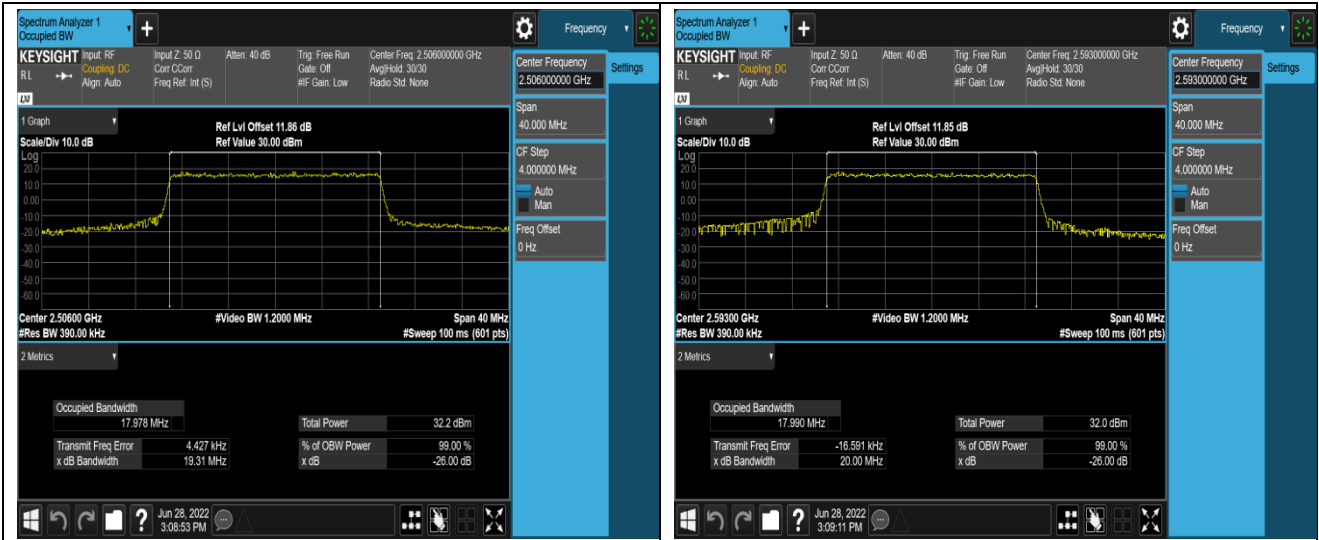 Spectrum Analyzer 1
Occupied BW
+
Frequency
KEYSIGHT
RL
LXI
Input: RF
Coupling: DC
Align: Auto
Input Z: 50 Ω
Corr CCorr
Freq Ref: Int (S)
Atten: 40 dB
Trig: Free Run
Gate: Off
#IF Gain: Low
Center Freq: 2.506000000 GHz
Avg|Hold: 30/30
Radio Std: None
Center Frequency
2.506000000 GHz
Settings
Span
40.000 MHz
CF Step
4.000000 MHz
Auto
Man
Freq Offset
0 Hz
1 Graph
Scale/Div 10.0 dB
Ref Lvl Offset 11.86 dB
Ref Value 30.00 dBm
Log
20.0
10.0
0.00
-10.0
-20.0
-30.0
-40.0
-50.0
-60.0
Center 2.50600 GHz
#Res BW 390.00 kHz
#Video BW 1.2000 MHz
Span 40 MHz
#Sweep 100 ms (601 pts)
2 Metrics
Occupied Bandwidth
17.978 MHz
Total Power 32.2 dBm
Transmit Freq Error 4.427 kHz % of OBW Power 99.00 %
x dB Bandwidth 19.31 MHz x dB -26.00 dB
?
Jun 28, 2022
3:08:53 PM
Spectrum Analyzer 1
Occupied BW
+
Frequency
KEYSIGHT
RL
LXI
Input: RF
Coupling: DC
Align: Auto
Input Z: 50 Ω
Corr CCorr
Freq Ref: Int (S)
Atten: 40 dB
Trig: Free Run
Gate: Off
#IF Gain: Low
Center Freq: 2.593000000 GHz
Avg|Hold: 30/30
Radio Std: None
Center Frequency
2.593000000 GHz
Settings
Span
40.000 MHz
CF Step
4.000000 MHz
Auto
Man
Freq Offset
0 Hz
1 Graph
Scale/Div 10.0 dB
Ref Lvl Offset 11.85 dB
Ref Value 30.00 dBm
Log
20.0
10.0
0.00
-10.0
-20.0
-30.0
-40.0
-50.0
-60.0
Center 2.59300 GHz
#Res BW 390.00 kHz
#Video BW 1.2000 MHz
Span 40 MHz
#Sweep 100 ms (601 pts)
2 Metrics
Occupied Bandwidth
17.990 MHz
Total Power 32.0 dBm
Transmit Freq Error -16.591 kHz % of OBW Power 99.00 %
x dB Bandwidth 20.00 MHz x dB -26.00 dB
?
Jun 28, 2022
3:09:11 PM